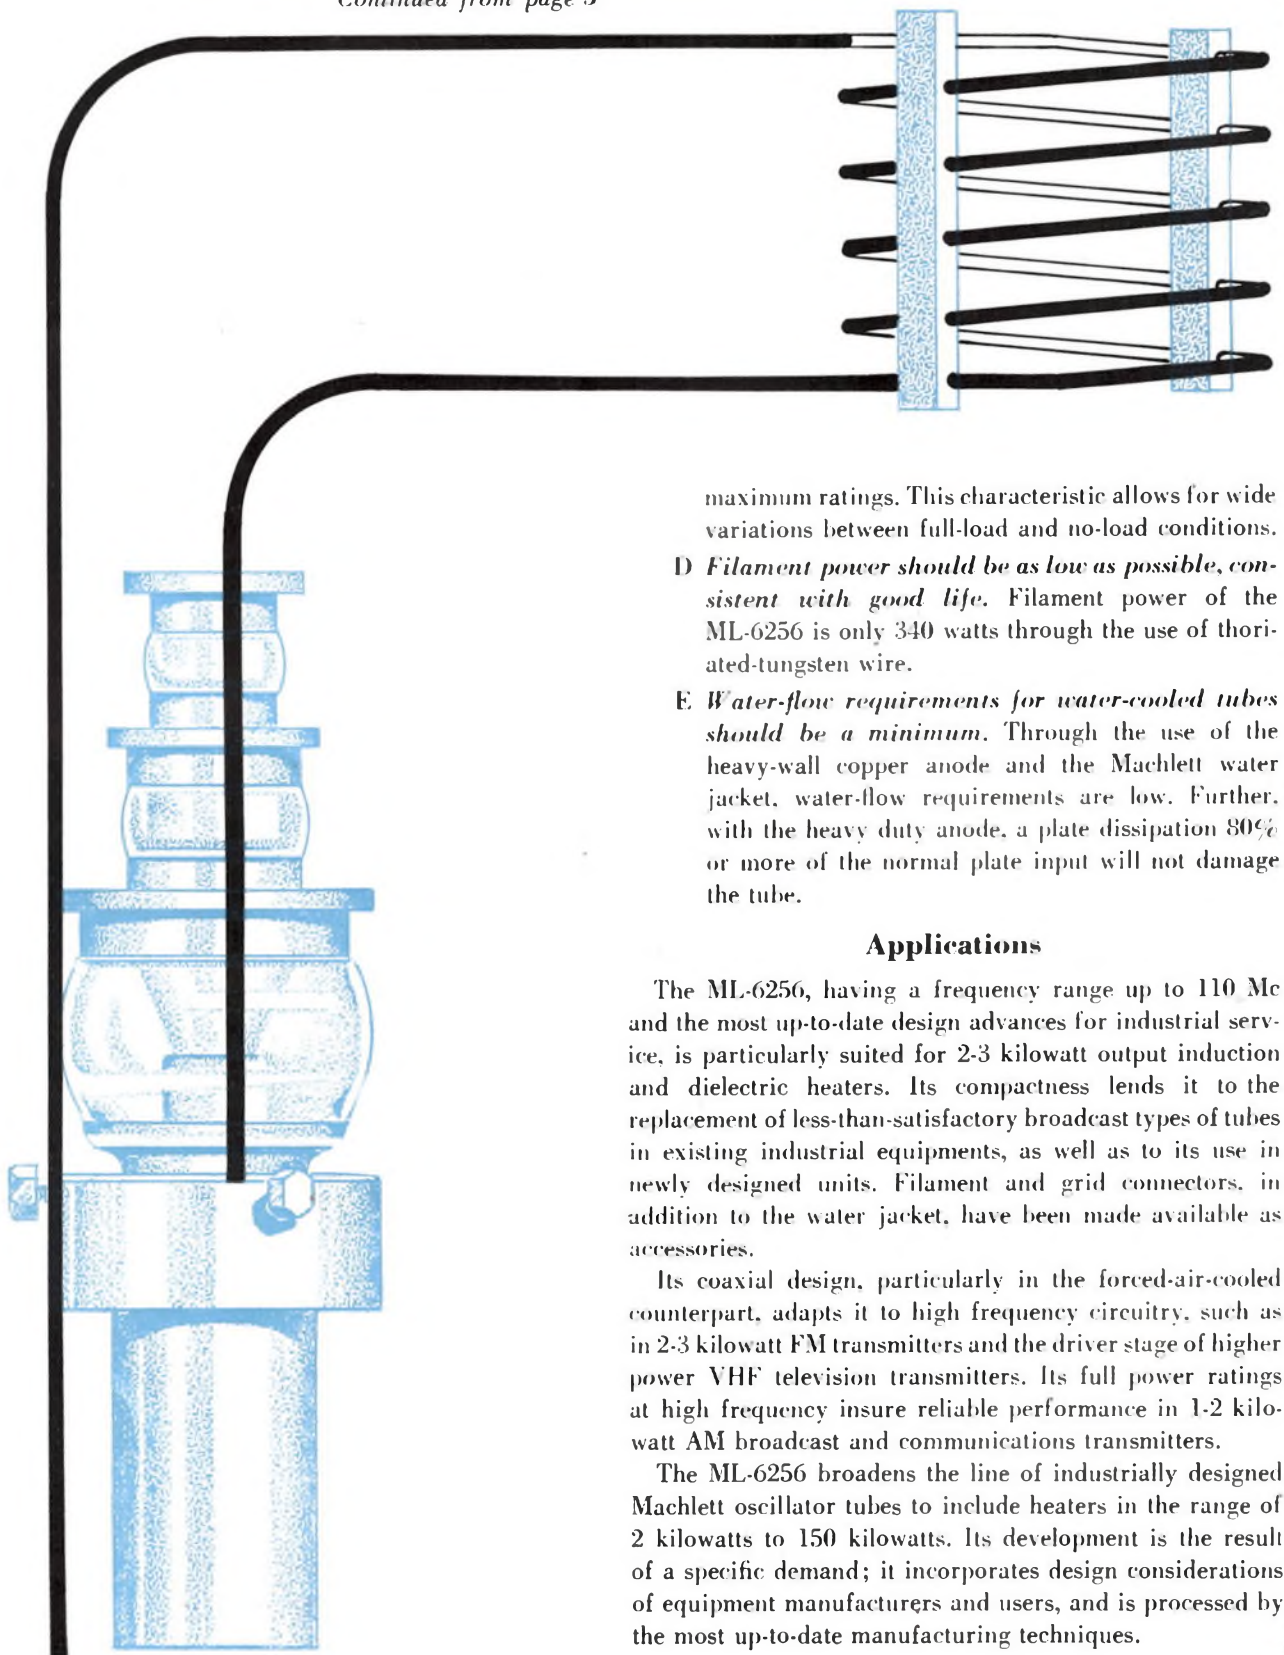 Continued from page 5
maximum ratings. This characteristic allows for wide
variations between full-load and no-load conditions.
D Filament power should be as low as possible, con-
sistent with good life. Filament power of the
ML-6256 is only 340 watts through the use of thori-
ated-tungsten wire.
E Water-flow requirements for water-cooled tubes
should be a minimum. Through the use of the
heavy-wall copper anode and the Machlett water
jacket, water-flow requirements are low. Further,
with the heavy duty anode, a plate dissipation 80%
or more of the normal plate input will not damage
the tube.
Applications
The ML-6256, having a frequency range up to 110 Mc
and the most up-to-date design advances for industrial serv-
ice, is particularly suited for 2-3 kilowatt output induction
and dielectric heaters. Its compactness lends it to the
replacement of less-than-satisfactory broadcast types of tubes
in existing industrial equipments, as well as to its use in
newly designed units. Filament and grid connectors, in
addition to the water jacket, have been made available as
accessories.
Its coaxial design, particularly in the forced-air-cooled
counterpart, adapts it to high frequency circuitry, such as
in 2-3 kilowatt FM transmitters and the driver stage of higher
power VHF television transmitters. Its full power ratings
at high frequency insure reliable performance in 1-2 kilo-
watt AM broadcast and communications transmitters.
The ML-6256 broadens the line of industrially designed
Machlett oscillator tubes to include heaters in the range of
2 kilowatts to 150 kilowatts. Its development is the result
of a specific demand; it incorporates design considerations
of equipment manufacturers and users, and is processed by
the most up-to-date manufacturing techniques.